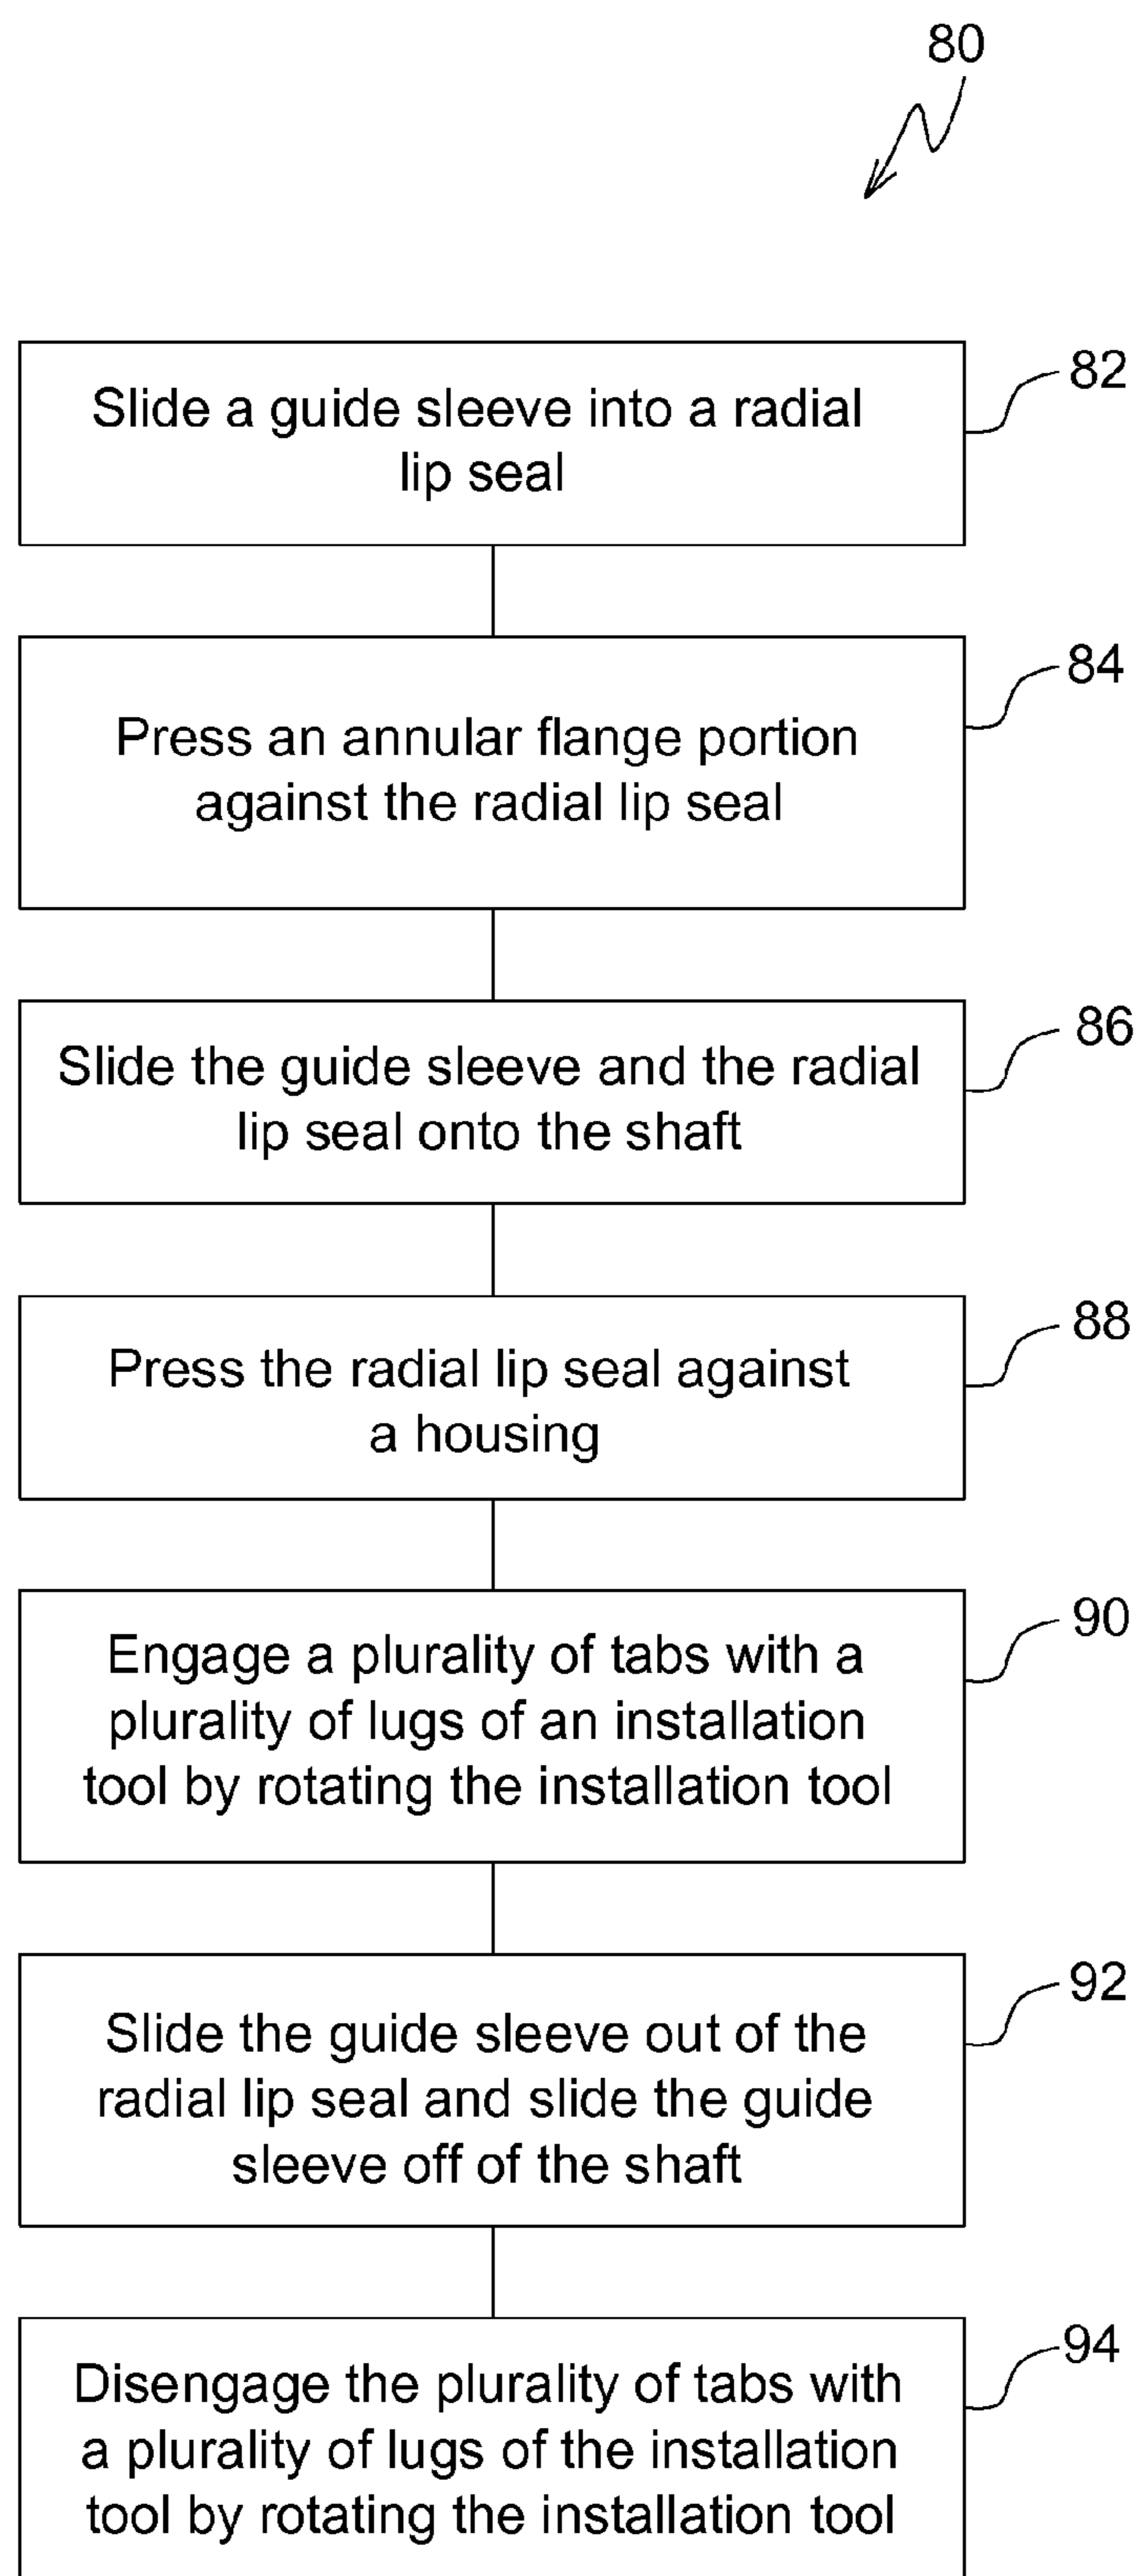 80
Slide a guide sleeve into a radial
lip seal
82
Press an annular flange portion
against the radial lip seal
84
Slide the guide sleeve and the radial
lip seal onto the shaft
86
Press the radial lip seal against
a housing
88
Engage a plurality of tabs with a
plurality of lugs of an installation
tool by rotating the installation tool
90
Slide the guide sleeve out of the
radial lip seal and slide the guide
sleeve off of the shaft
92
Disengage the plurality of tabs with
a plurality of lugs of the installation
tool by rotating the installation tool
94